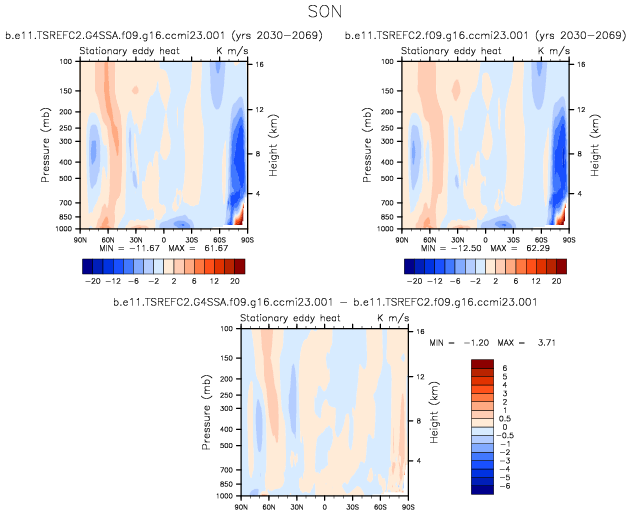 SON
b.e11.TSREFC2.G4SSA.f09.g16.ccmi23.001 (yrs 2030-2069)
b.e11.TSREFC2.f09.g16.ccmi23.001 (yrs 2030-2069)
Stationary eddy heat K m/s
Stationary eddy heat K m/s
Pressure (mb)
100
150
200
250
300
400
500
700
850
1000
16
12
8
4
Height (km)
90N 60N 30N 0 30S 60S 90S
MIN = -11.67 MAX = 61.67
-20 -12 -6 -2 2 6 12 20
Pressure (mb)
100
150
200
250
300
400
500
700
850
1000
16
12
8
4
Height (km)
90N 60N 30N 0 30S 60S 90S
MIN = -12.50 MAX = 62.29
-20 -12 -6 -2 2 6 12 20
b.e11.TSREFC2.G4SSA.f09.g16.ccmi23.001 - b.e11.TSREFC2.f09.g16.ccmi23.001
Stationary eddy heat K m/s
Pressure (mb)
100
150
200
250
300
400
500
700
850
1000
16
12
8
4
Height (km)
90N 60N 30N 0 30S 60S 90S
MIN = -1.20 MAX = 3.71
6
5
4
3
2
1
0.5
0
-0.5
-1
-2
-3
-4
-5
-6